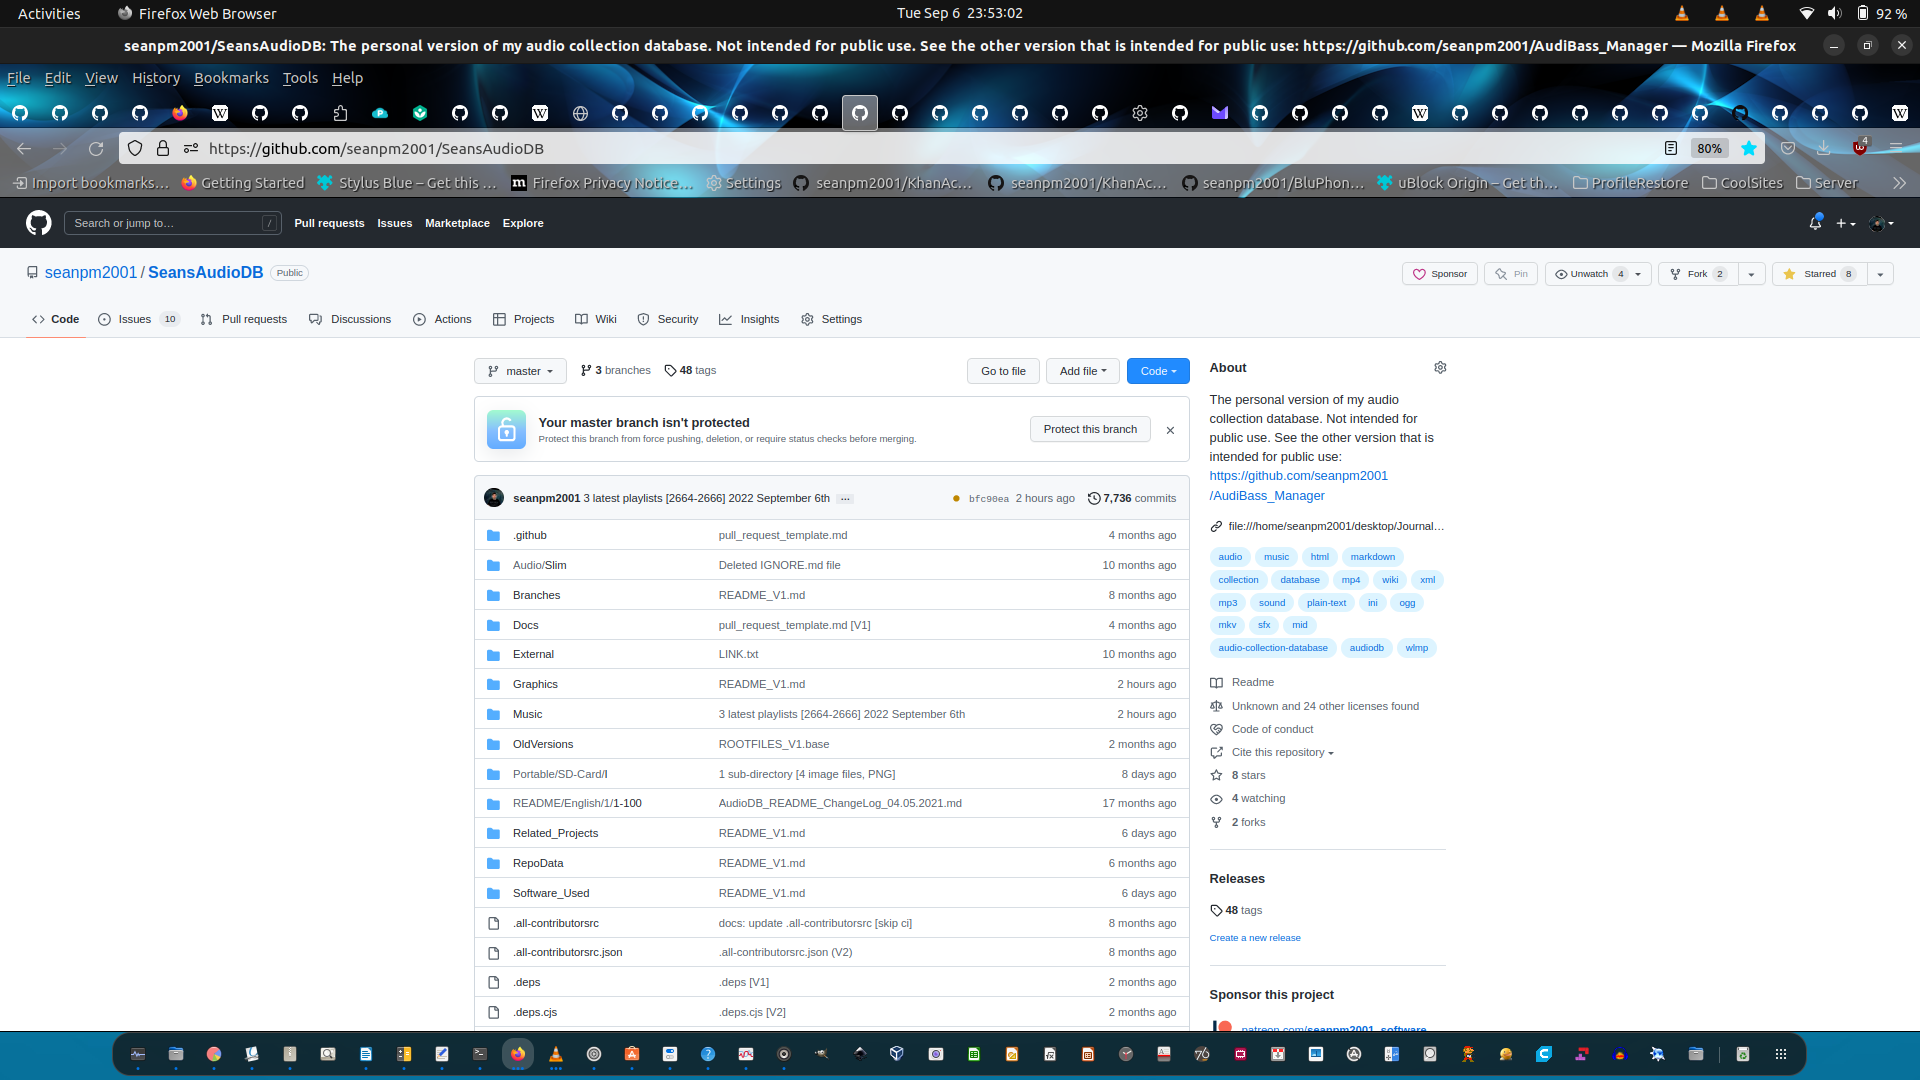 Activities
Firefox Web Browser
Tue Sep 6 23:53:02
92 %
seanpm2001/SeansAudioDB: The personal version of my audio collection database. Not intended for public use. See the other version that is intended for public use: https://github.com/seanpm2001/AudiBass_Manager — Mozilla Firefox
File Edit View History Bookmarks Tools Help
https://github.com/seanpm2001/SeansAudioDB
80%
4
Import bookmarks…
Getting Started
Stylus Blue – Get this …
Firefox Privacy Notice…
Settings
seanpm2001/KhanAc…
seanpm2001/KhanAc…
seanpm2001/BluPhon…
uBlock Origin – Get th…
ProfileRestore
CoolSites
Server
Search or jump to…
/
Pull requests Issues Marketplace Explore
seanpm2001 / SeansAudioDB Public
Sponsor
Pin
Unwatch 4
Fork 2
Starred 8
Code
Issues 10
Pull requests
Discussions
Actions
Projects
Wiki
Security
Insights
Settings
master
3 branches
48 tags
Go to file
Add file
Code
Your master branch isn't protected
Protect this branch from force pushing, deletion, or require status checks before merging.
Protect this branch
seanpm2001 3 latest playlists [2664-2666] 2022 September 6th …
bfc90ea 2 hours ago
7,736 commits
.github pull_request_template.md 4 months ago
Audio/Slim Deleted IGNORE.md file 10 months ago
Branches README_V1.md 8 months ago
Docs pull_request_template.md [V1] 4 months ago
External LINK.txt 10 months ago
Graphics README_V1.md 2 hours ago
Music 3 latest playlists [2664-2666] 2022 September 6th 2 hours ago
OldVersions ROOTFILES_V1.base 2 months ago
Portable/SD-Card/I 1 sub-directory [4 image files, PNG] 8 days ago
README/English/1/1-100 AudioDB_README_ChangeLog_04.05.2021.md 17 months ago
Related_Projects README_V1.md 6 days ago
RepoData README_V1.md 6 months ago
Software_Used README_V1.md 6 days ago
.all-contributorsrc docs: update .all-contributorsrc [skip ci] 8 months ago
.all-contributorsrc.json .all-contributorsrc.json (V2) 8 months ago
.deps .deps [V1] 2 months ago
.deps.cjs .deps.cjs [V2] 2 months ago
About
The personal version of my audio
collection database. Not intended for
public use. See the other version that is
intended for public use:
https://github.com/seanpm2001
/AudiBass_Manager
file:///home/seanpm2001/desktop/Journal…
audio music html markdown
collection database mp4 wiki xml
mp3 sound plain-text ini ogg
mkv sfx mid
audio-collection-database audiodb wlmp
Readme
Unknown and 24 other licenses found
Code of conduct
Cite this repository
8 stars
4 watching
2 forks
Releases
48 tags
Create a new release
Sponsor this project
patreon.com/seanpm2001_software